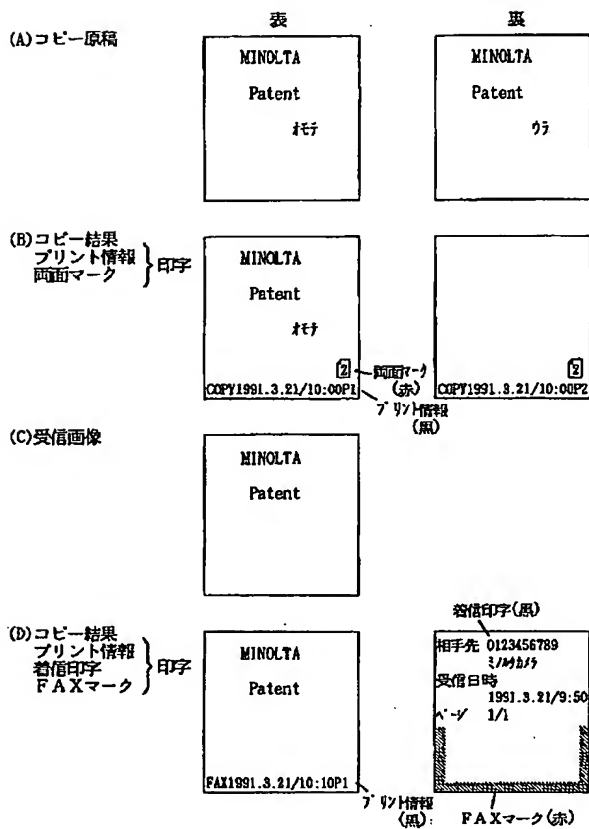 表
裏
(A)コピー原稿
MINOLTA
Patent
オモテ
MINOLTA
Patent
ウラ
(B)コピー結果
プリント情報
両面マーク
印字
MINOLTA
Patent
オモテ
2
COPY1991.3.21/10:00P1
両面マーク
(赤)
プリント情報
(黒)
2
COPY1991.3.21/10:00P2
(C)受信画像
MINOLTA
Patent
(D)コピー結果
プリント情報
着信印字
FAXマーク
印字
MINOLTA
Patent
FAX1991.3.21/10:10P1
プリント情報
(黒):
着信印字(黒)
相手先 0123456789
ミノルタカメラ
受信日時
1991.3.21/9:50
ページ 1/1
FAXマーク(赤)